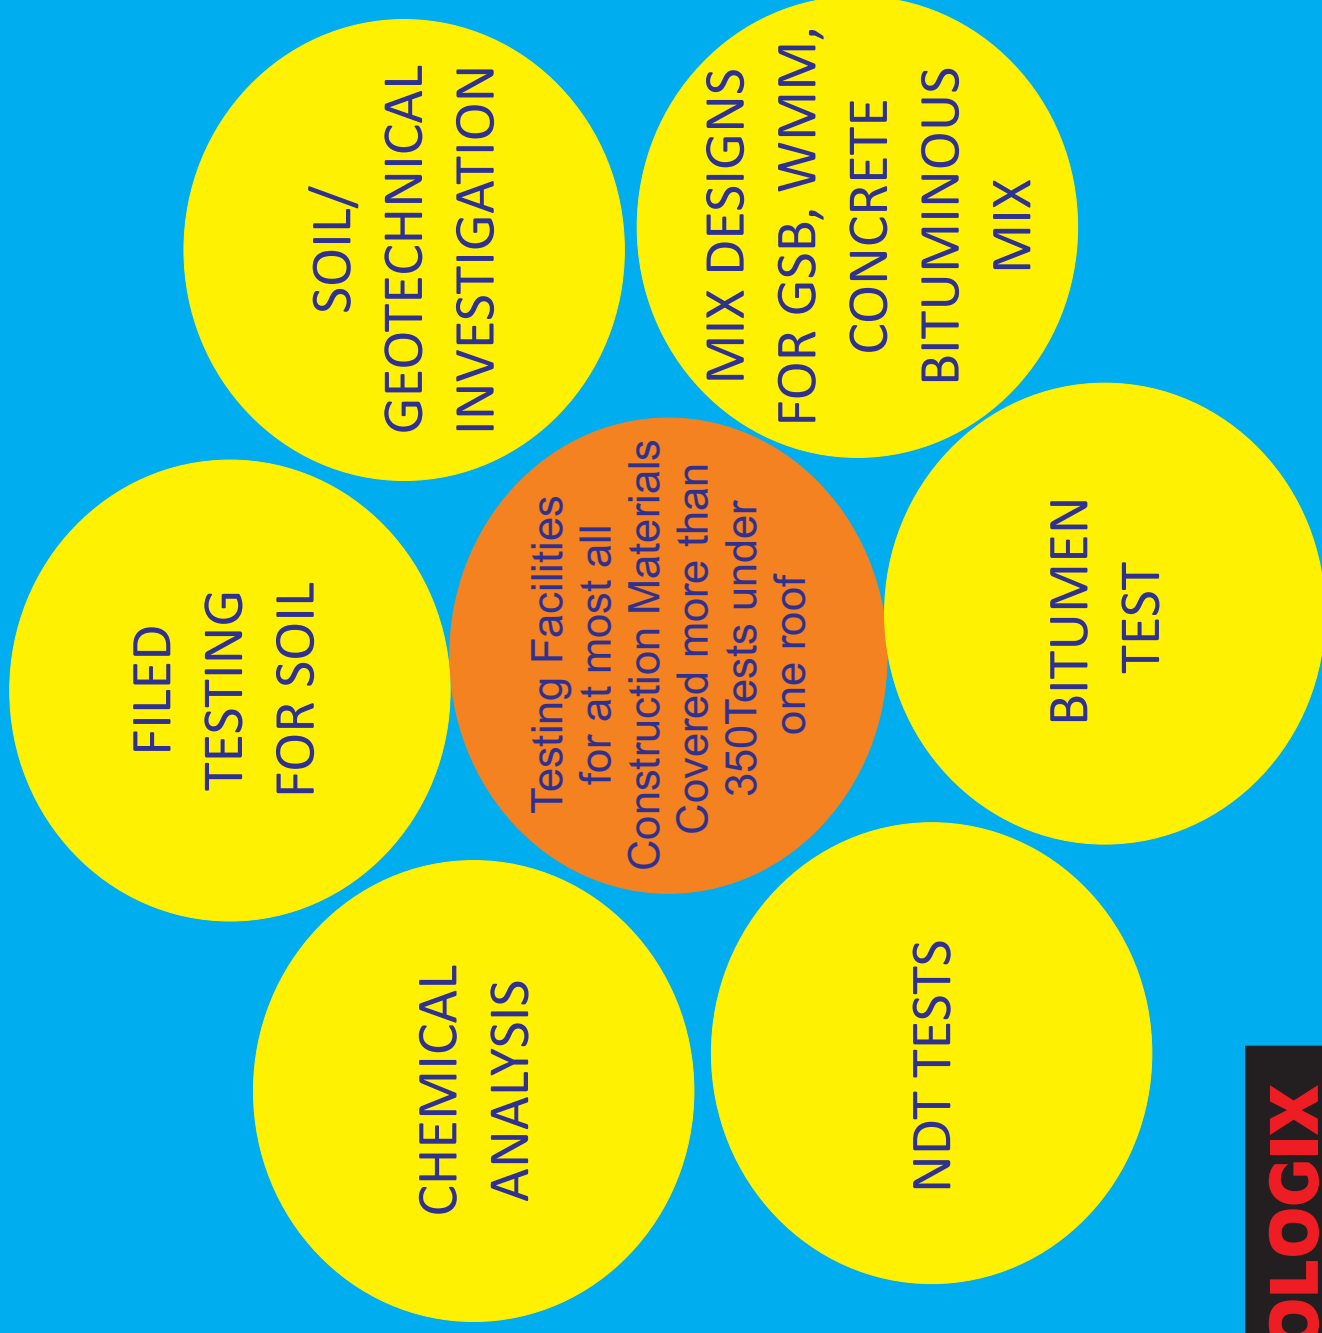 FILED
TESTING
FOR SOIL
SOIL/
GEOTECHNICAL
INVESTIGATION
CHEMICAL
ANALYSIS
Testing Facilities
for at most all
Construction Materials
Covered more than
350Tests under
one roof
MIX DESIGNS
FOR GSB, WMM,
CONCRETE
BITUMINOUS
MIX
NDT TESTS
BITUMEN
TEST
OLOGIX